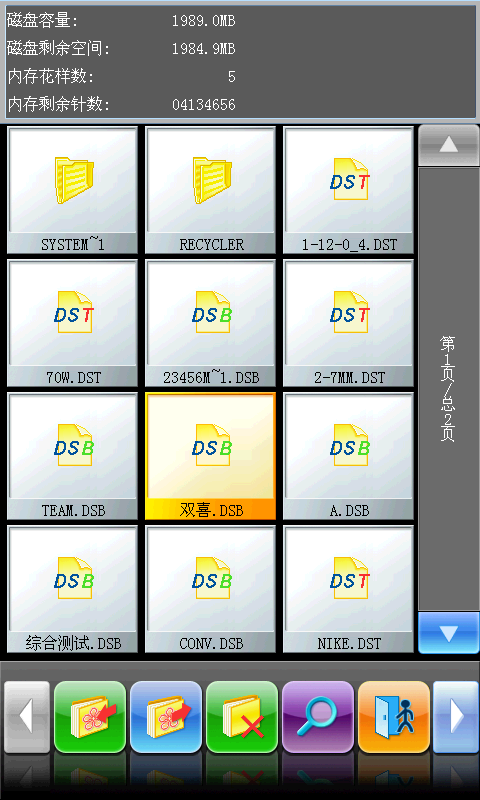 磁盘容量: 1989.0MB
磁盘剩余空间: 1984.9MB
内存花样数: 5
内存剩余针数: 04134656
SYSTEM~1 RECYCLER 1-12-0_4.DST
DST
70W.DST 23456M~1.DSB 2-7MM.DST
DST DSB DST
TEAM.DSB 双喜.DSB A.DSB
DSB DSB DSB
综合测试.DSB CONV.DSB NIKE.DST
DSB DSB DST
第1页/总2页